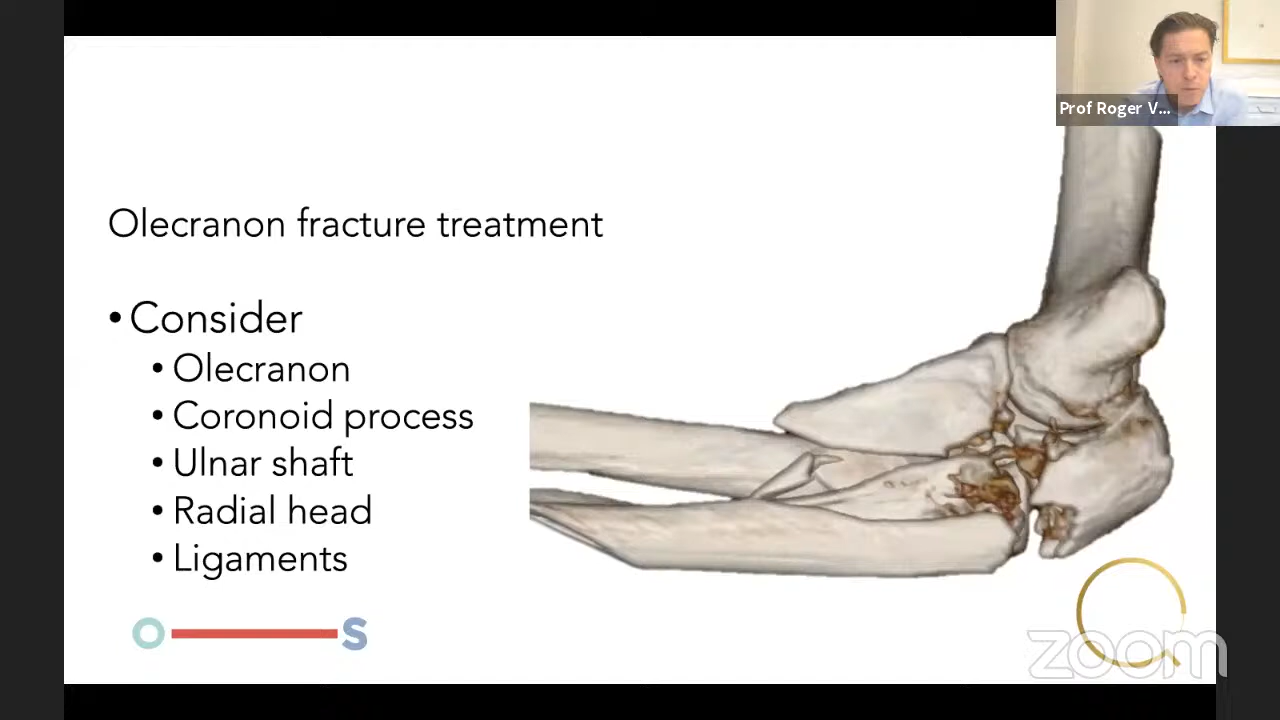 Prof Roger V...
Olecranon fracture treatment
• Consider
• Olecranon
• Coronoid process
• Ulnar shaft
• Radial head
• Ligaments
O S
zoom